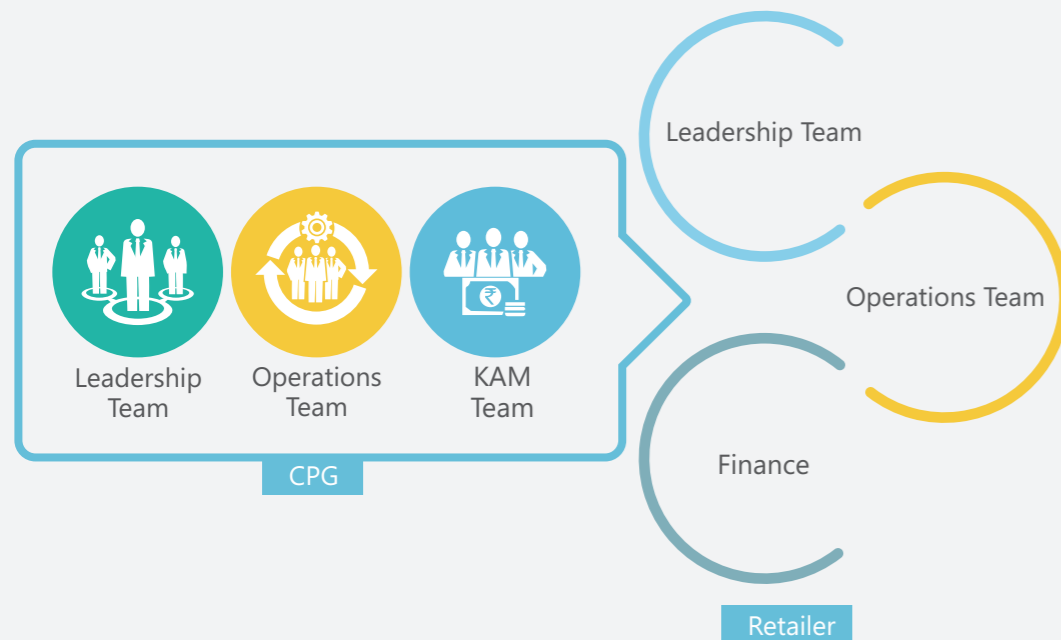 Leadership Team
Operations Team
Finance
Retailer
Leadership
Team
Operations
Team
KAM
Team
₹
CPG